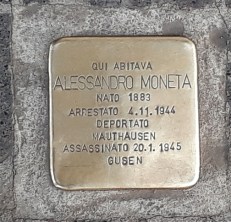 QUI ABITAVA
ALESSANDRO MONETA
NATO 1883
ARRESTATO 4.11.1944
DEPORTATO
MAUTHAUSEN
ASSASSINATO 20.1.1945
GUSEN